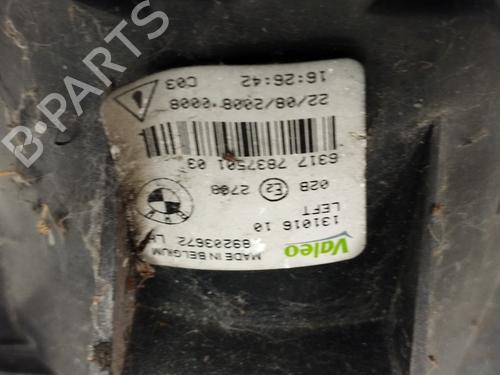 Valeo
MADE IN BELGIUM
89203672
131016 10
LEFT
02B E2 2708
6317 7837501 03
22/08/2008 0008
16:26:42
C03
B-PARTS